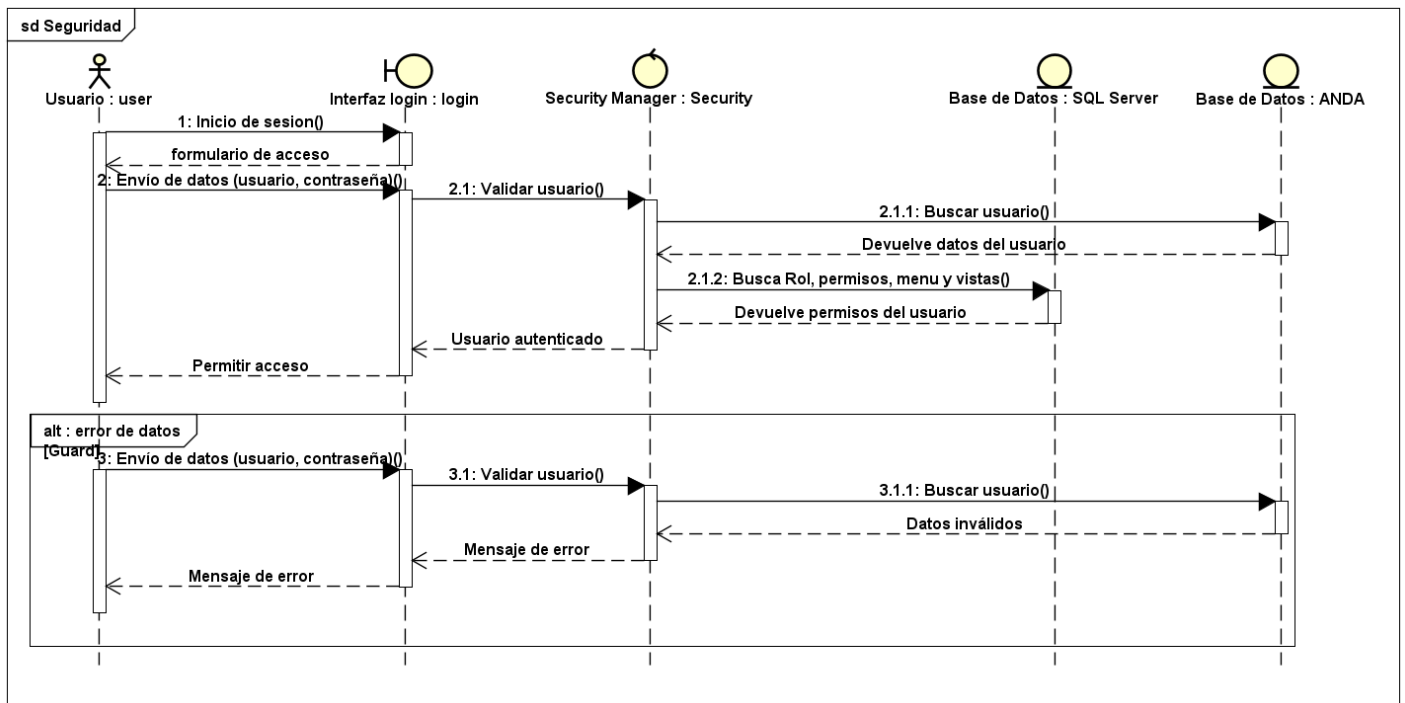 sd Seguridad
Usuario : user
Interfaz login : login
Security Manager : Security
Base de Datos : SQL Server
Base de Datos : ANDA
1: Inicio de sesion()
formulario de acceso
2: Envío de datos (usuario, contraseña)()
2.1: Validar usuario()
2.1.1: Buscar usuario()
Devuelve datos del usuario
2.1.2: Busca Rol, permisos, menu y vistas()
Devuelve permisos del usuario
Usuario autenticado
Permitir acceso
alt : error de datos
[Guard]
3: Envío de datos (usuario, contraseña)()
3.1: Validar usuario()
3.1.1: Buscar usuario()
Datos inválidos
Mensaje de error
Mensaje de error